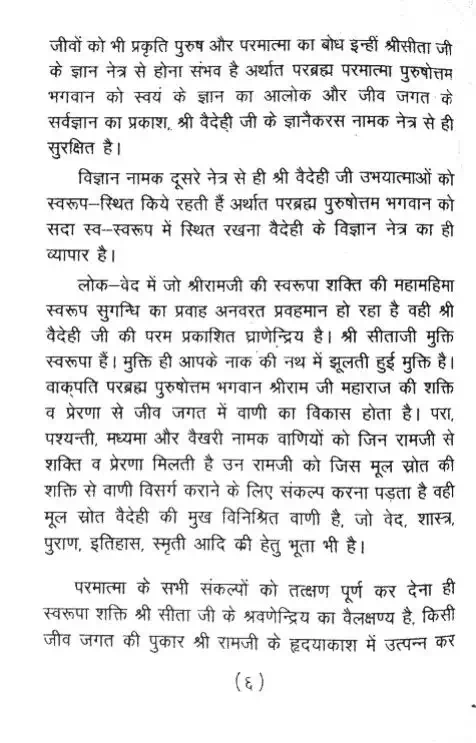 जीवों को भी प्रकृति पुरुष और परमात्मा का बोध इन्हीं श्रीसीता जी
के ज्ञान नेत्र से होना संभव है अर्थात परब्रह्म परमात्मा पुरुषोत्तम
भगवान को स्वयं के ज्ञान का आलोक और जीव जगत के
सर्वज्ञान का प्रकाश, श्री वैदेही जी के ज्ञानैकरस नामक नेत्र से ही
सुरक्षित है।
विज्ञान नामक दूसरे नेत्र से ही श्री वैदेही जी उभयात्माओं को
स्वरूप–स्थित किये रहती हैं अर्थात परब्रह्म पुरुषोत्तम भगवान को
सदा स्व–स्वरूप में स्थित रखना वैदेही के विज्ञान नेत्र का ही
व्यापार है।
लोक–वेद में जो श्रीरामजी की स्वरूपा शक्ति की महामहिमा
स्वरूप सुगन्धि का प्रवाह अनवरत प्रवहमान हो रहा है वही श्री
वैदेही जी की परम प्रकाशित घ्राणेन्द्रिय है। श्री सीताजी मुक्ति
स्वरूपा हैं। मुक्ति ही आपके नाक की नथ में झूलती हुई मुक्ति है।
वाक्पति परब्रह्म पुरुषोत्तम भगवान श्रीराम जी महाराज की शक्ति
व प्रेरणा से जीव जगत में वाणी का विकास होता है। परा,
पश्यन्ती, मध्यमा और वैखरी नामक वाणियों को जिन रामजी से
शक्ति व प्रेरणा मिलती है उन रामजी को जिस मूल स्रोत की
शक्ति से वाणी विसर्ग कराने के लिए संकल्प करना पड़ता है वही
मूल स्रोत वैदेही की मुख विनिश्रित वाणी है, जो वेद, शास्त्र,
पुराण, इतिहास, स्मृती आदि की हेतु भूता भी है।
परमात्मा के सभी संकल्पों को तत्क्षण पूर्ण कर देना ही
स्वरूपा शक्ति श्री सीता जी के श्रवणेन्द्रिय का वैलक्षण्य है, किसी
जीव जगत की पुकार श्री रामजी के हृदयाकाश में उत्पन्न कर
(६)